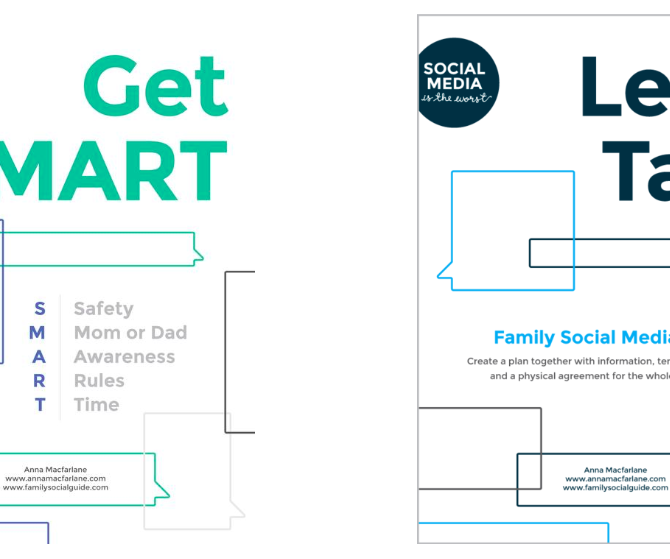 Get
MART
S Safety
M Mom or Dad
A Awareness
R Rules
T Time
Anna Macfarlane
www.annamacfarlane.com
www.familysocialguide.com
SOCIAL
MEDIA
is the worst
Le
Ta
Family Social Media
Create a plan together with information, ter
and a physical agreement for the whol
Anna Macfarlane
www.annamacfarlane.com
www.familysocialguide.com